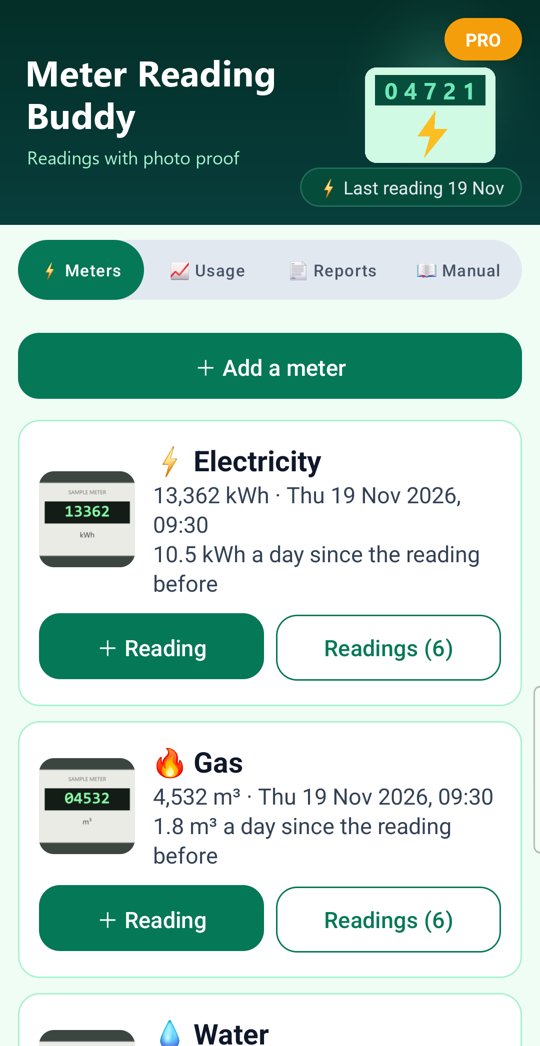 PRO
Meter Reading
Buddy
Readings with photo proof
04721
⚡ Last reading 19 Nov
⚡ Meters
📈 Usage
📄 Reports
📖 Manual
+ Add a meter
⚡ Electricity
SAMPLE METER
13362
kWh
13,362 kWh · Thu 19 Nov 2026,
09:30
10.5 kWh a day since the reading
before
+ Reading
Readings (6)
🔥 Gas
SAMPLE METER
04532
m³
4,532 m³ · Thu 19 Nov 2026, 09:30
1.8 m³ a day since the reading
before
+ Reading
Readings (6)
💧 Water